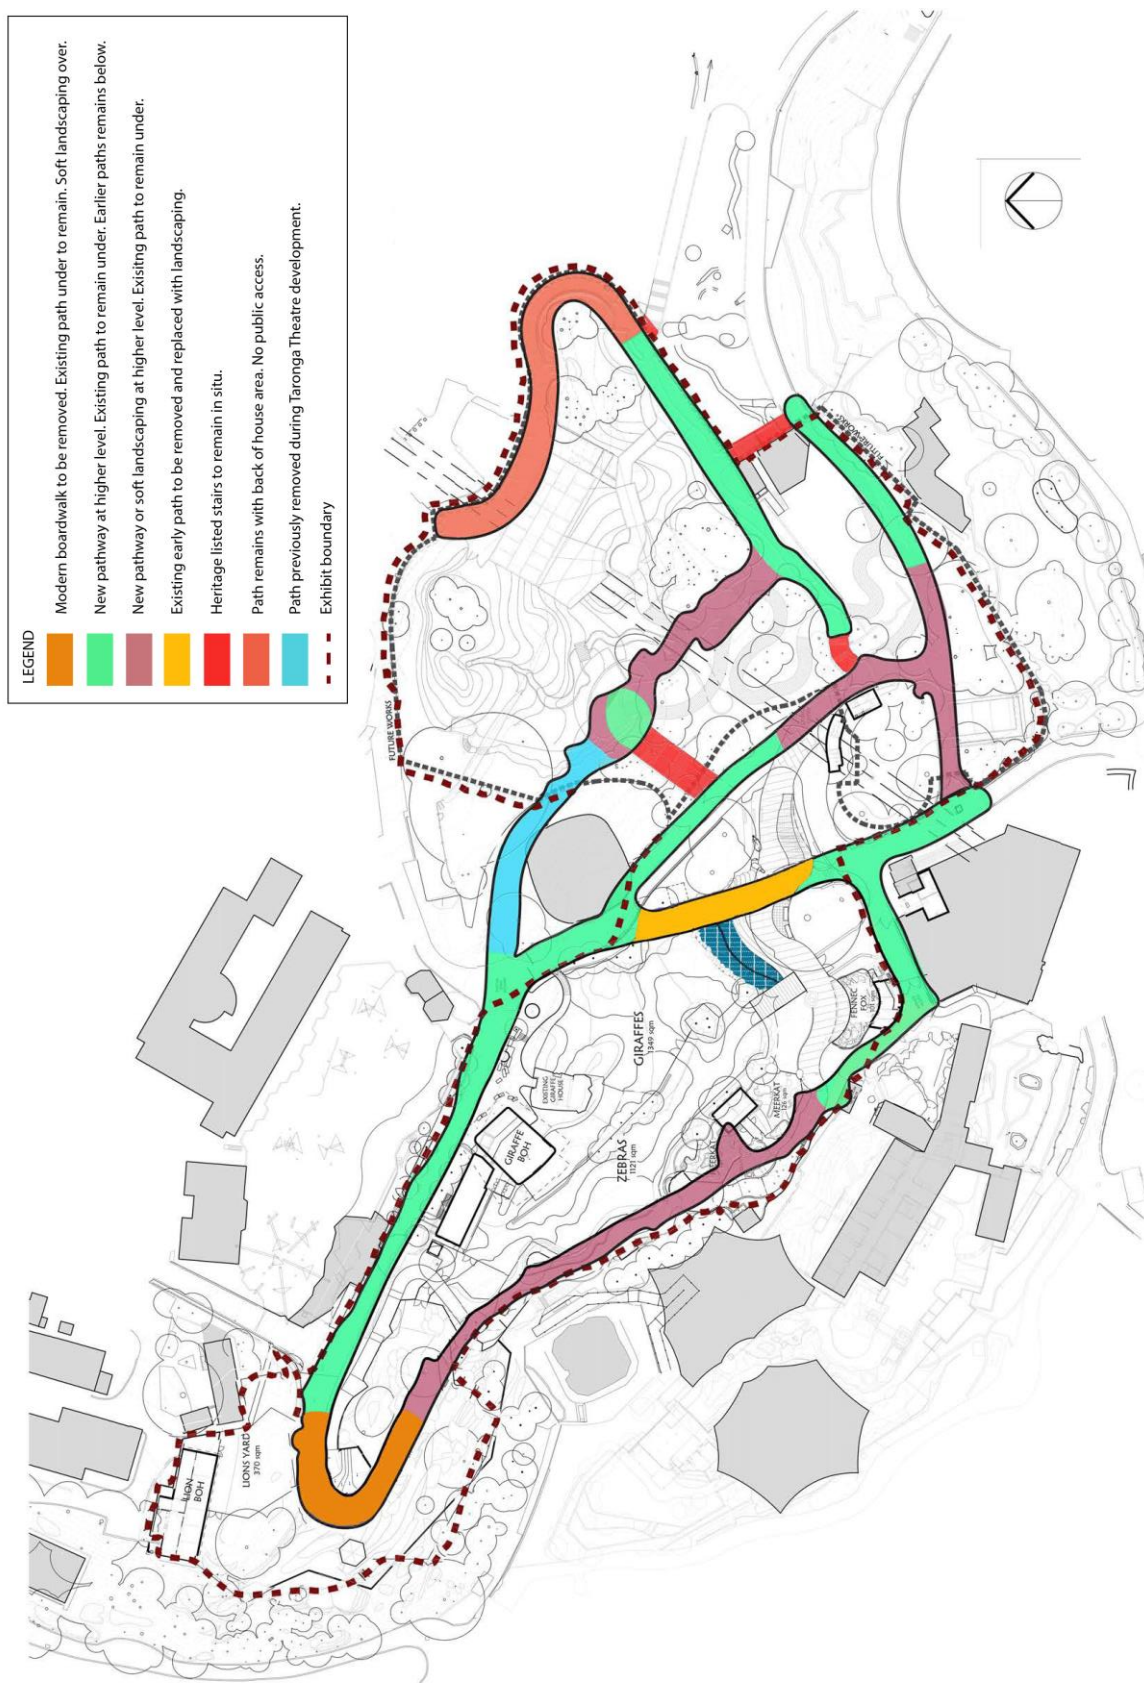 LEGEND
Modern boardwalk to be removed. Existing path under to remain. Soft landscaping over.
New pathway at higher level. Existing path to remain under. Earlier paths remains below.
New pathway or soft landscaping at higher level. Exisitng path to remain under.
Existing early path to be removed and replaced with landscaping.
Heritage listed stairs to remain in situ.
Path remains with back of house area. No public access.
Path previously removed during Taronga Theatre development.
Exhibit boundary
FUTURE WORKS
FUTURE WORKS
LION
BOH
LIONS YARD
370 sqm
GIRAFFE
BOH
EXISTING
GIRAFFE
HOUSE
GIRAFFES
1349 sqm
ZEBRAS
1121 sqm
MEERKAT
FENNEC
FOX